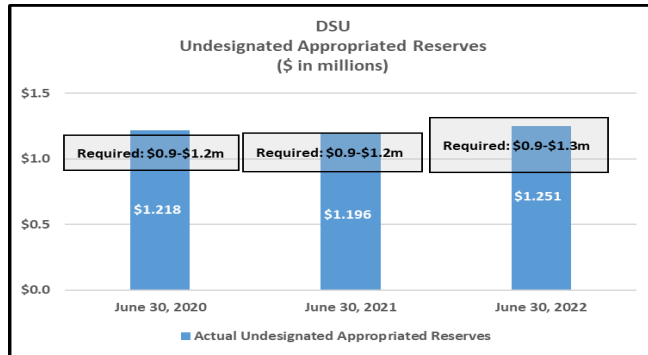 DSU
Undesignated Appropriated Reserves
($ in millions)
$1.5
$1.0
$0.5
$0.0
Required: $0.9-$1.2m
Required: $0.9-$1.2m
Required: $0.9-$1.3m
$1.218
$1.196
$1.251
June 30, 2020
June 30, 2021
June 30, 2022
Actual Undesignated Appropriated Reserves